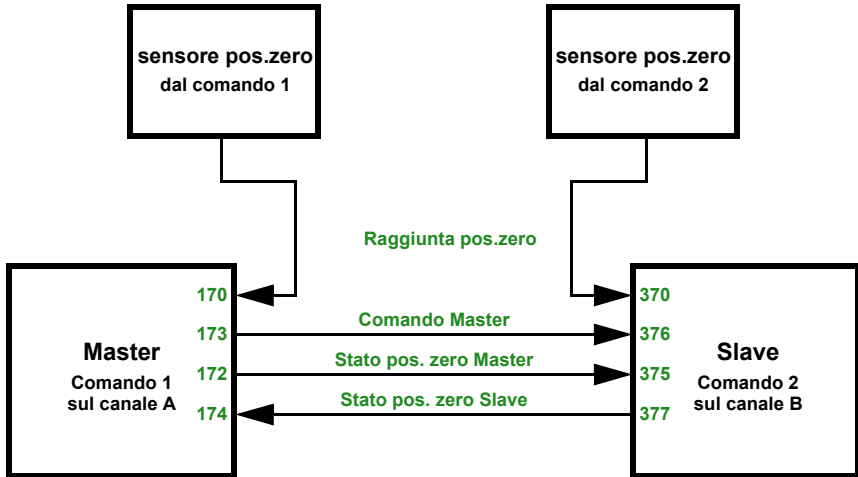 sensore pos.zero
dal comando 1
sensore pos.zero
dal comando 2
Raggiunta pos.zero
170
370
173
Comando Master
376
Master
Comando 1
sul canale A
172
Stato pos. zero Master
375
Slave
Comando 2
sul canale B
174
Stato pos. zero Slave
377